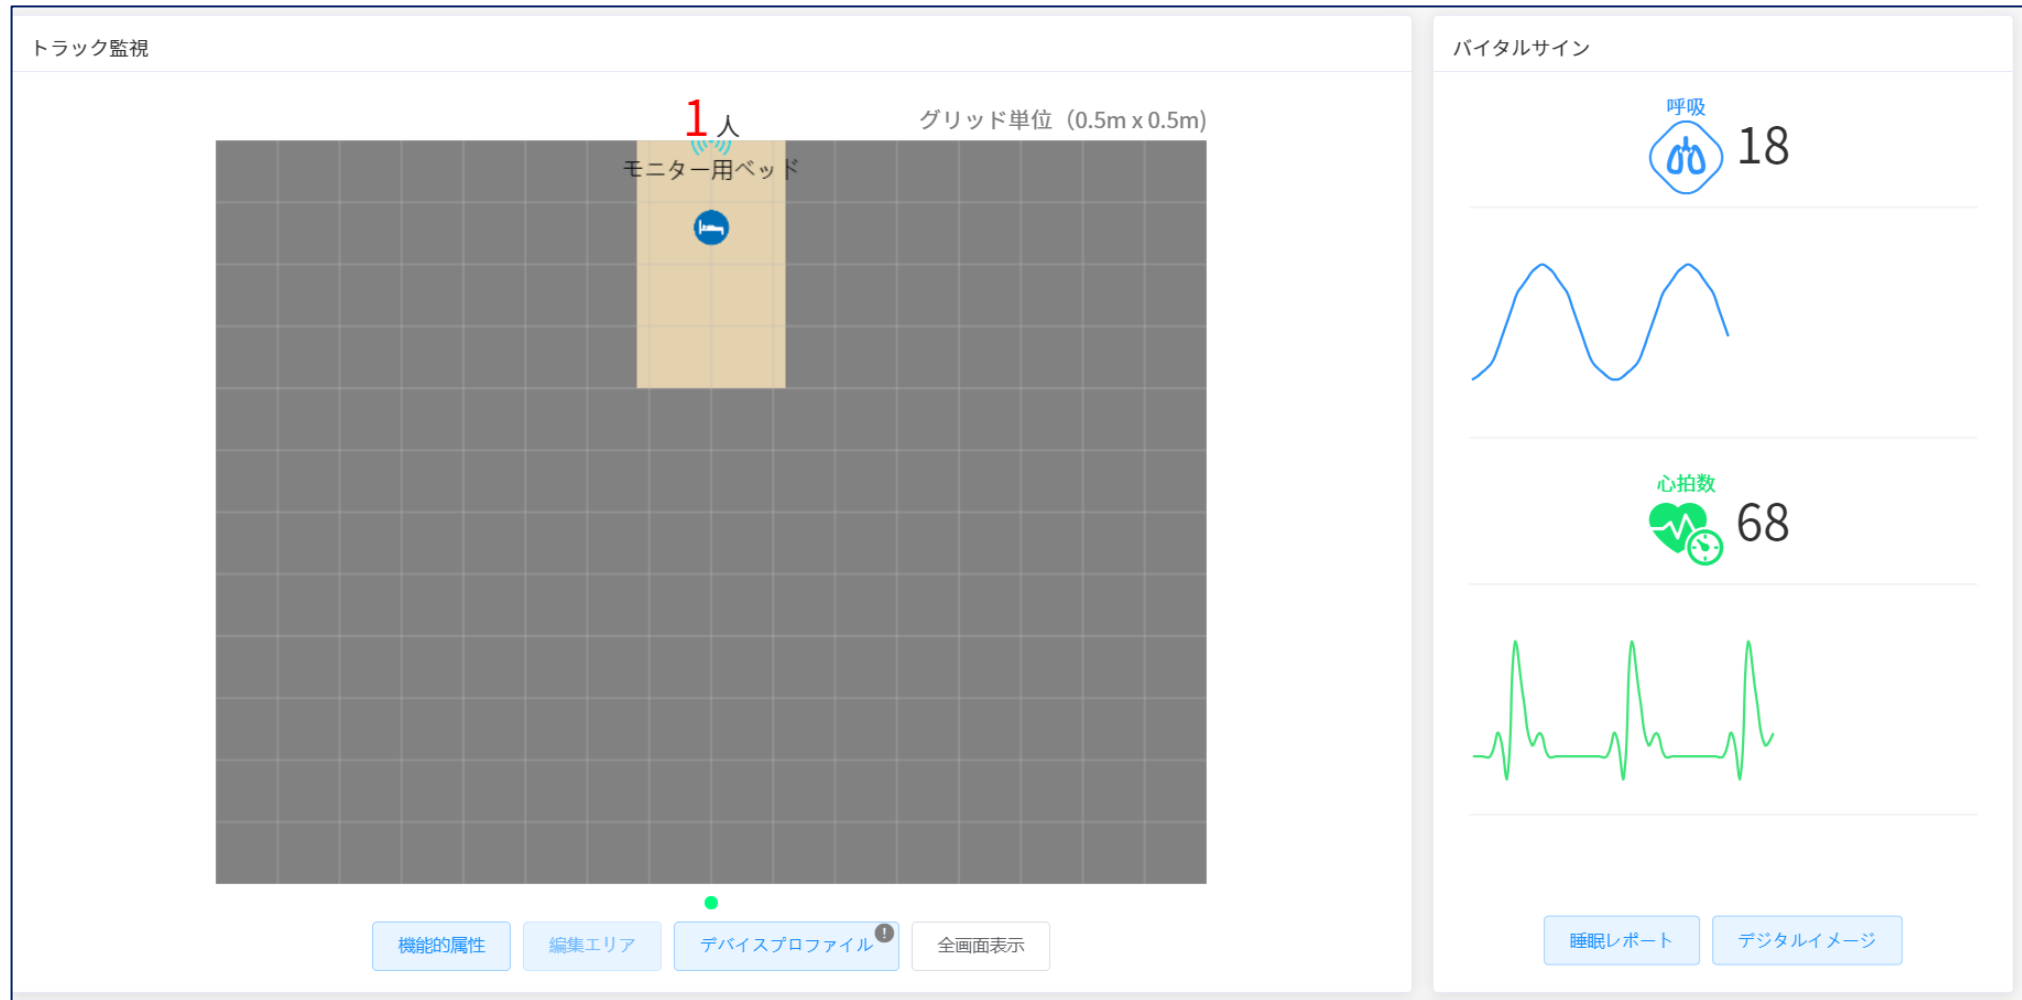 トラック監視
1 人
グリッド単位（0.5m x 0.5m)
モニター用ベッド
機能的属性
編集エリア
デバイスプロファイル
!
全画面表示
バイタルサイン
呼吸
18
心拍数
68
睡眠レポート
デジタルイメージ